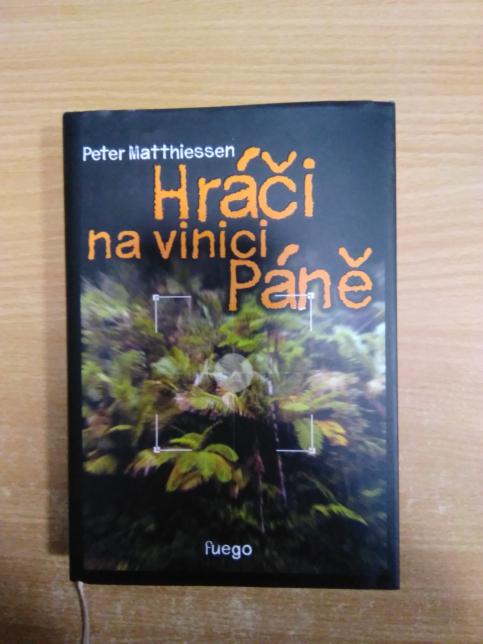 Peter Matthiessen
Hráči
na vinici
Páně
fuego